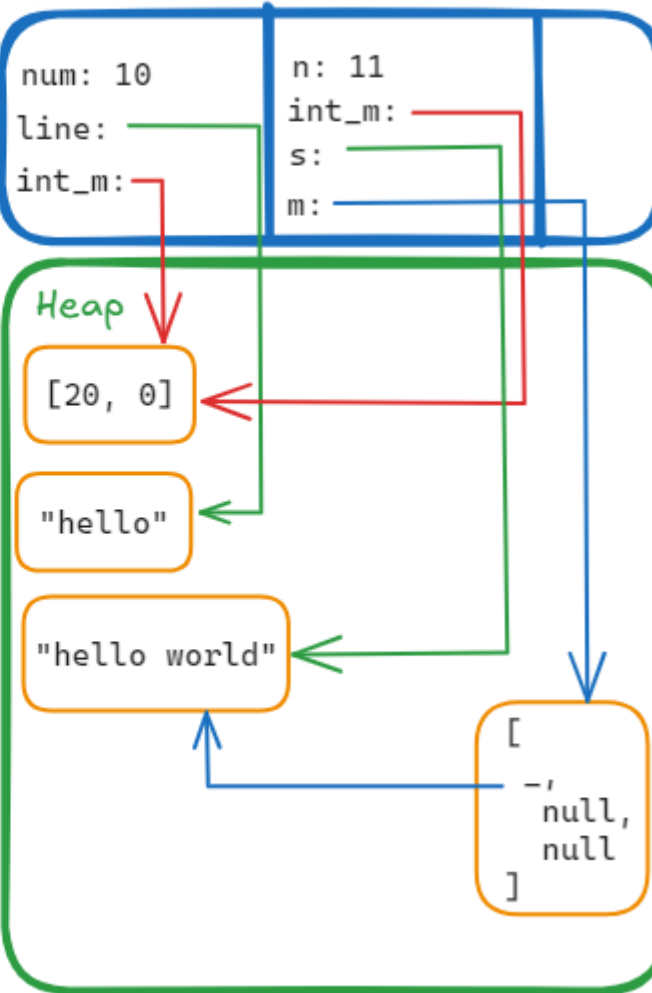 num: 10
line:
int_m:
n: 11
int_m:
s:
m:
Heap
[20, 0]
"hello"
"hello world"
[
–,
null,
null
]